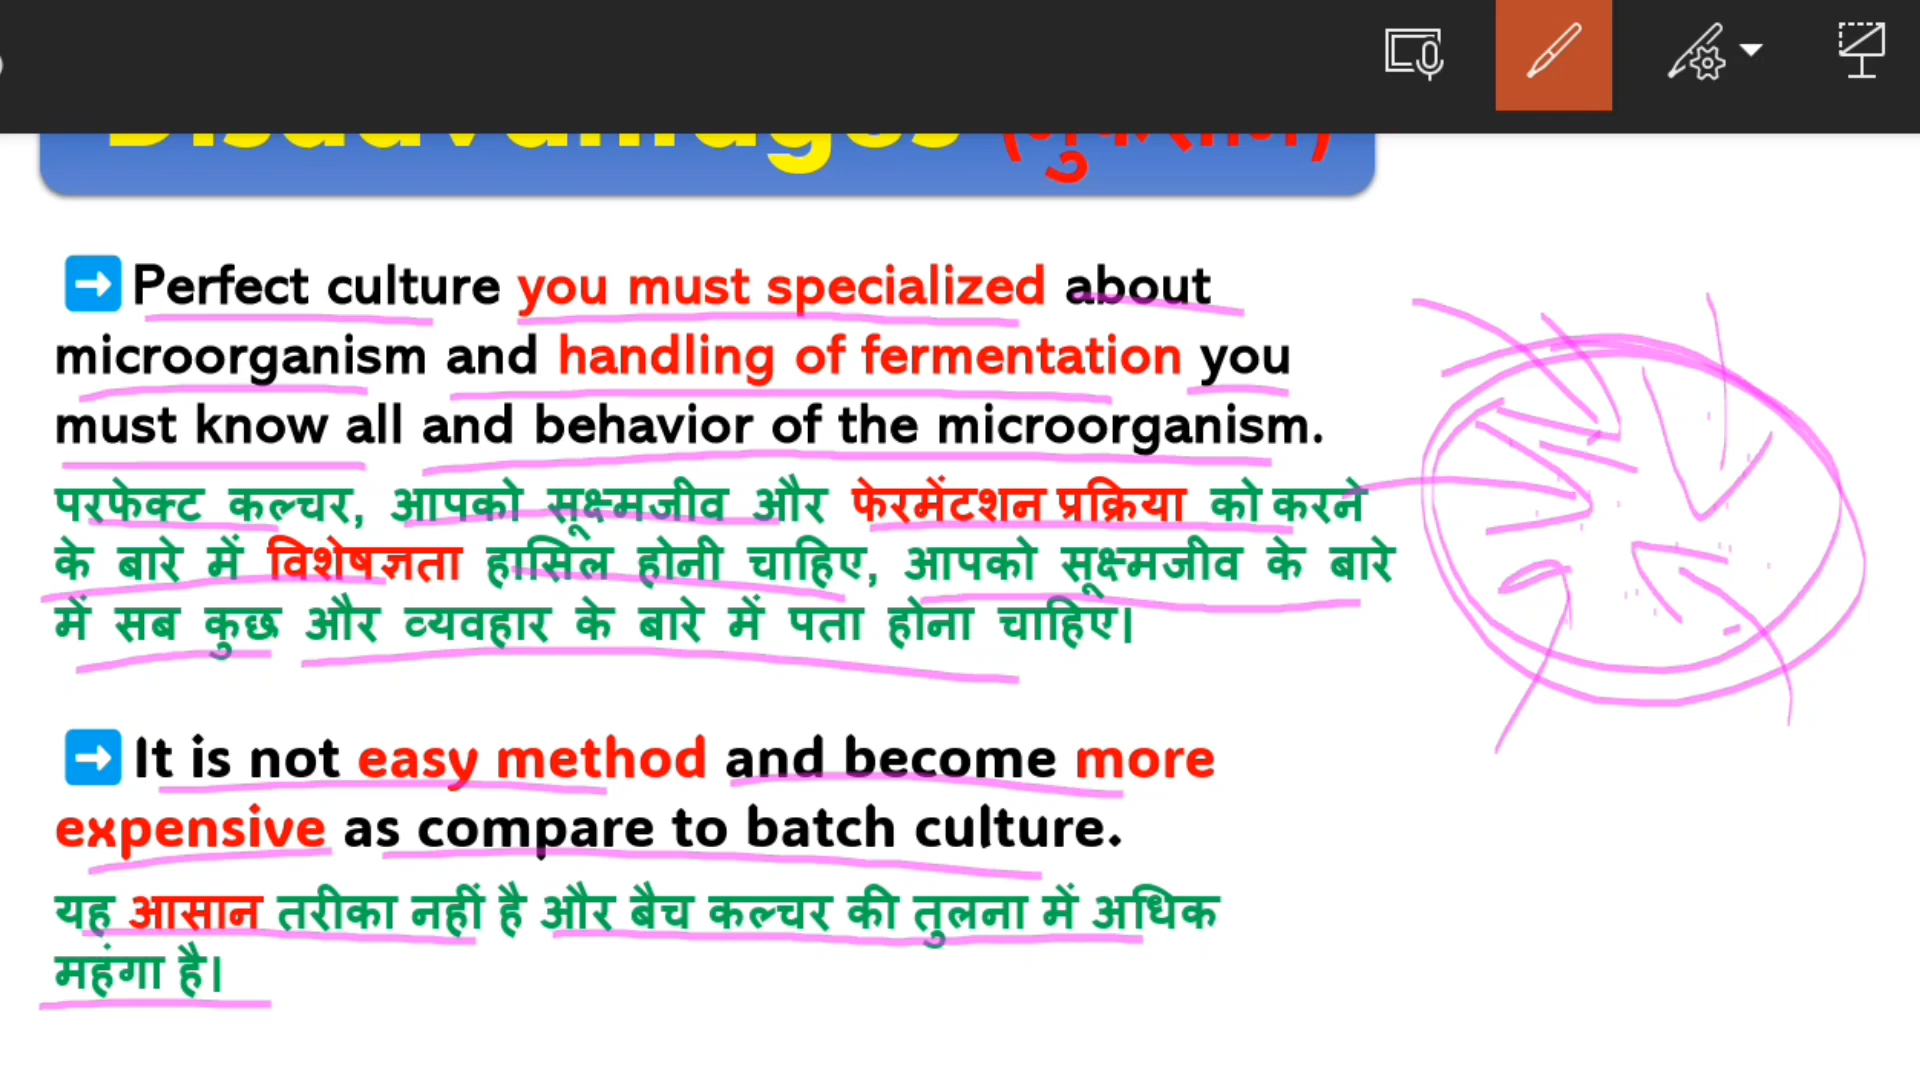 Disadvantages (नुकसान)
Perfect culture you must specialized about
microorganism and handling of fermentation you
must know all and behavior of the microorganism.
परफेक्ट कल्चर, आपको सूक्ष्मजीव और फेरमेंटशन प्रक्रिया को करने
के बारे में विशेषज्ञता हासिल होनी चाहिए, आपको सूक्ष्मजीव के बारे
में सब कुछ और व्यवहार के बारे में पता होना चाहिए।
It is not easy method and become more
expensive as compare to batch culture.
यह आसान तरीका नहीं है और बैच कल्चर की तुलना में अधिक
महंगा है।